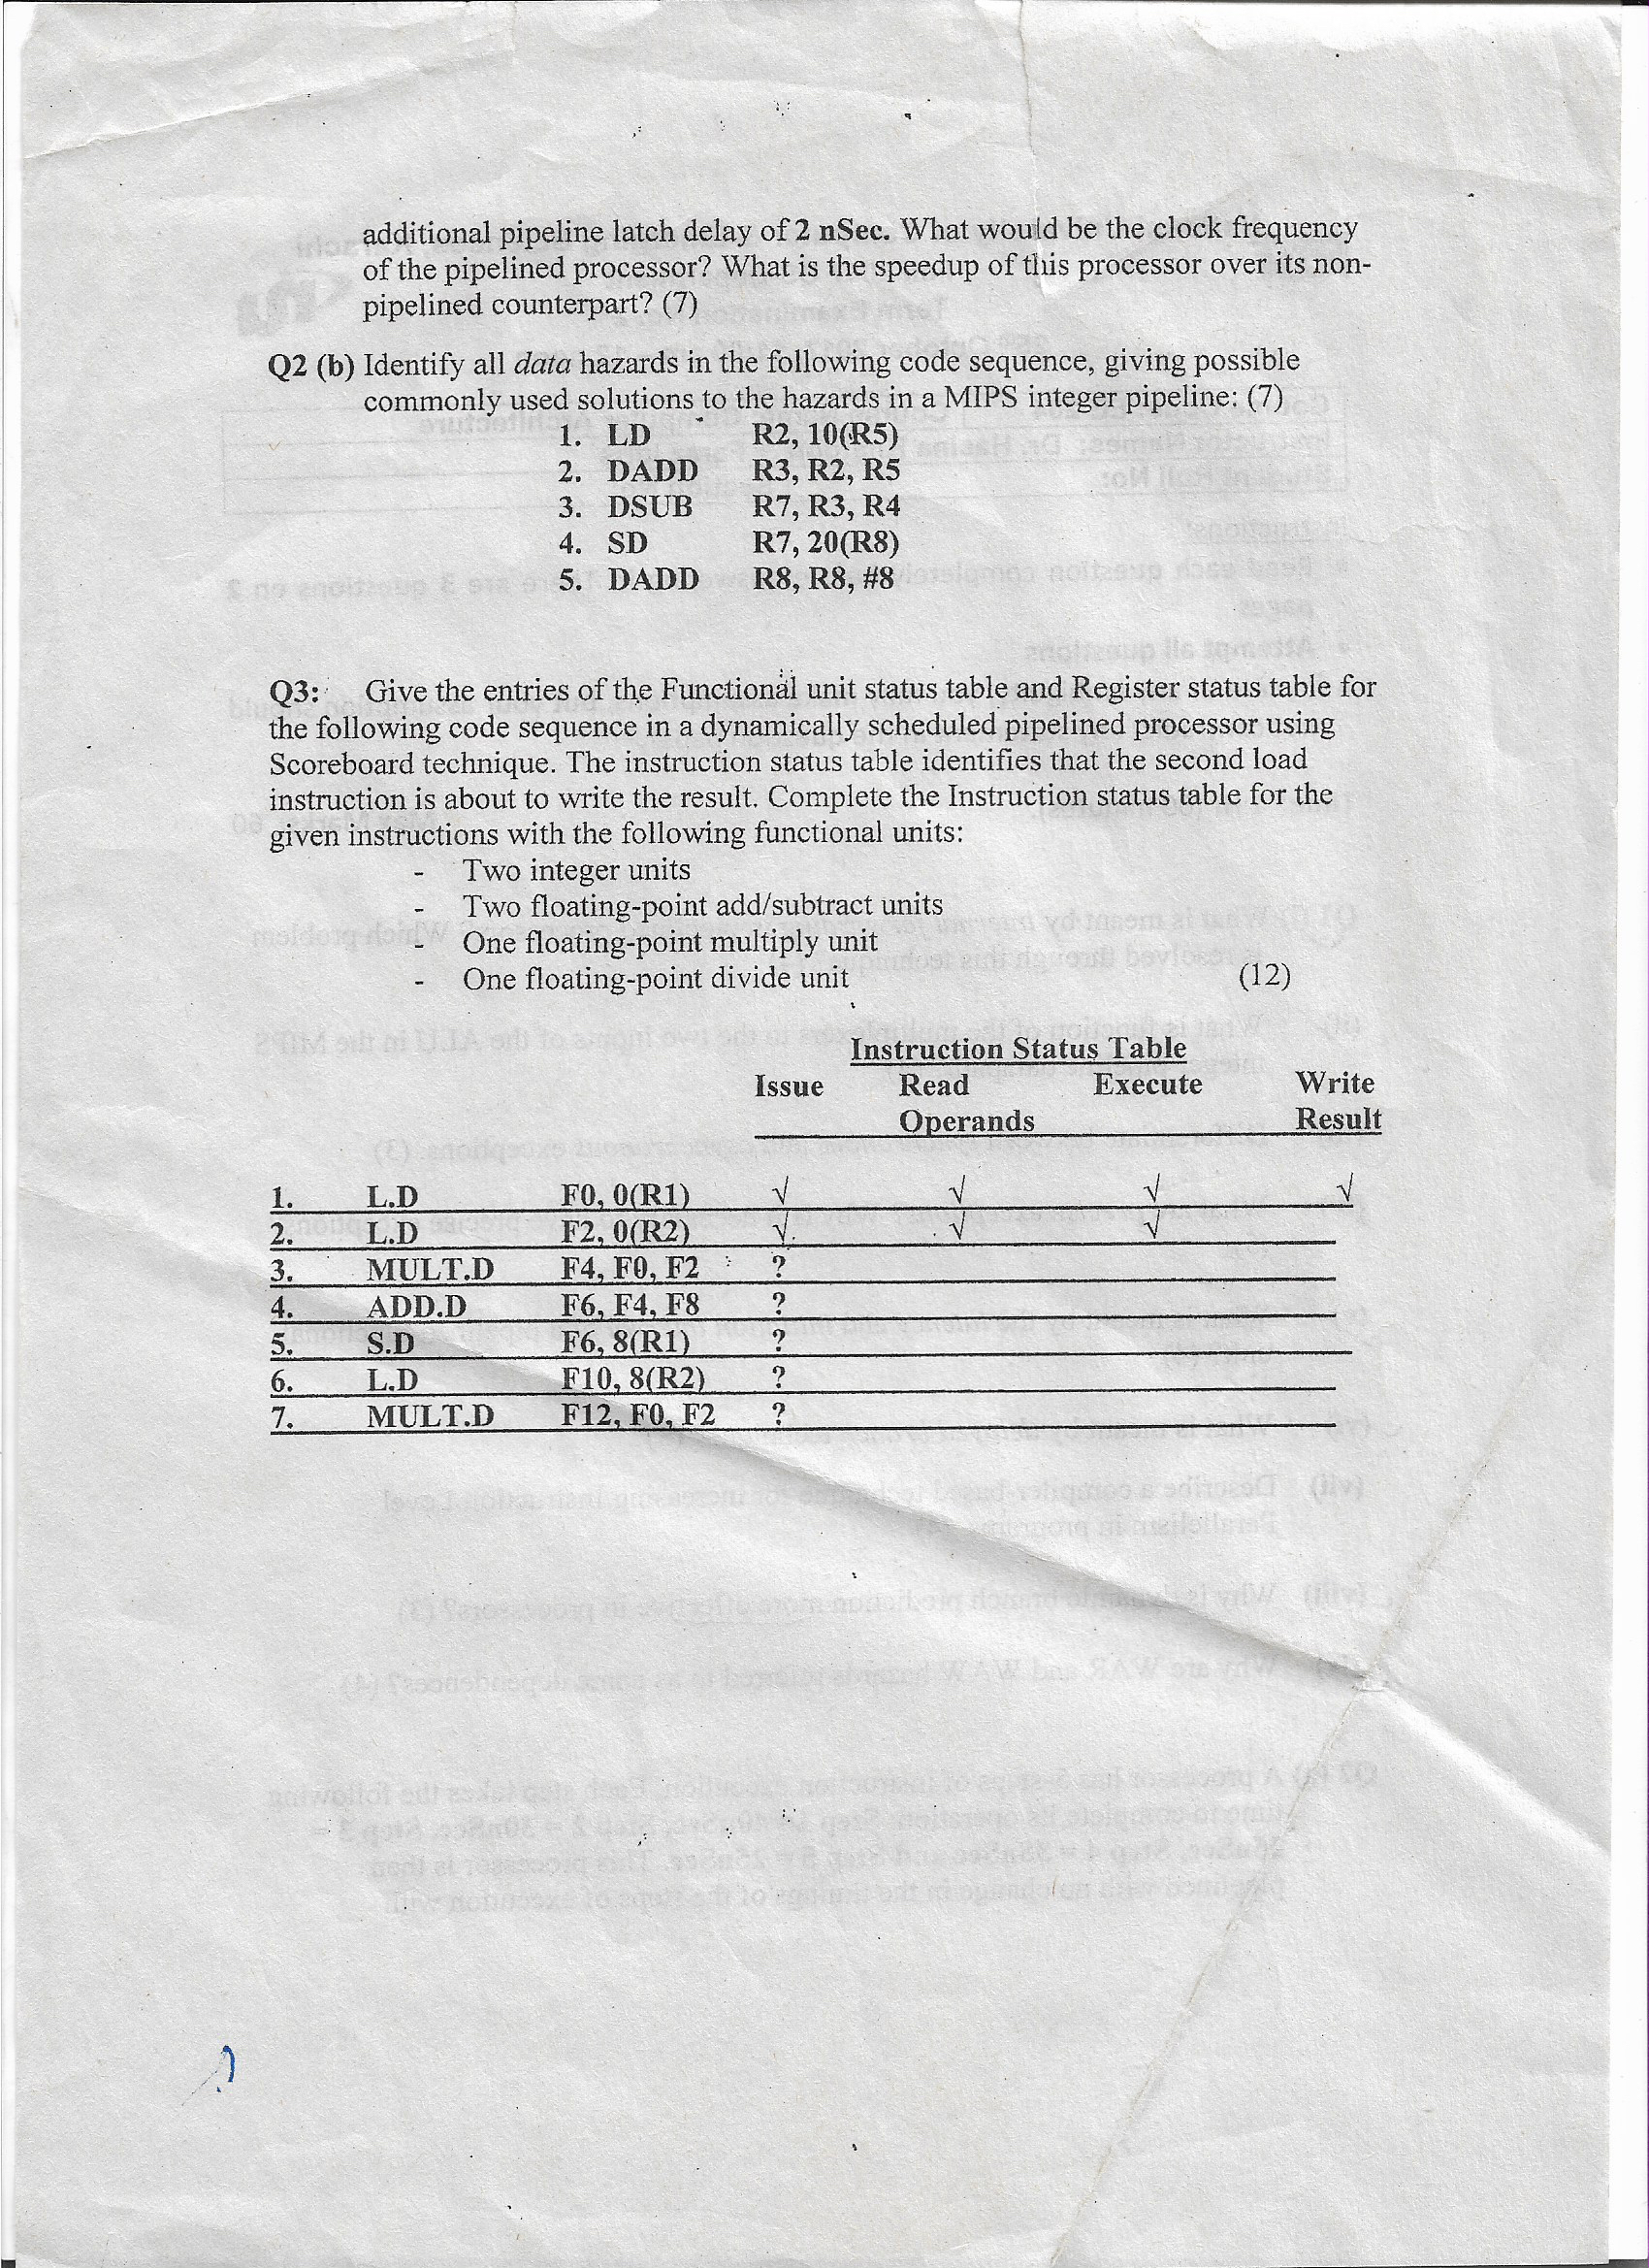 additional pipeline latch delay of 2 nSec. What would be the clock frequency
of the pipelined processor? What is the speedup of this processor over its non-
pipelined counterpart? (7)
Q2 (b) Identify all data hazards in the following code sequence, giving possible
commonly used solutions to the hazards in a MIPS integer pipeline: (7)
1. LD R2, 10(R5)
2. DADD R3, R2, R5
3. DSUB R7, R3, R4
4. SD R7, 20(R8)
5. DADD R8, R8, #8
Q3: Give the entries of the Functional unit status table and Register status table for
the following code sequence in a dynamically scheduled pipelined processor using
Scoreboard technique. The instruction status table identifies that the second load
instruction is about to write the result. Complete the Instruction status table for the
given instructions with the following functional units:
- Two integer units
- Two floating-point add/subtract units
- One floating-point multiply unit
- One floating-point divide unit (12)
Instruction Status Table
Issue Read Execute Write
Operands Result
1. L.D F0, 0(R1) √ √ √ √
2. L.D F2, 0(R2) √ √ √
3. MULT.D F4, F0, F2 ?
4. ADD.D F6, F4, F8 ?
5. S.D F6, 8(R1) ?
6. L.D F10, 8(R2) ?
7. MULT.D F12, F0, F2 ?